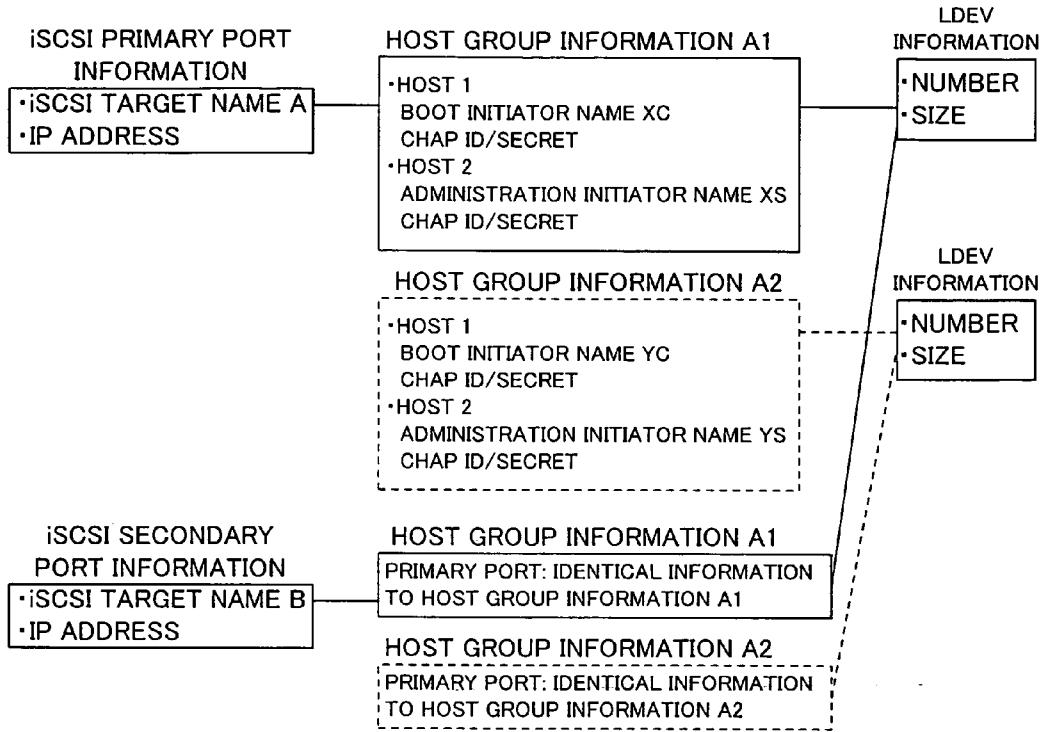 iSCSI PRIMARY PORT
INFORMATION
・iSCSI TARGET NAME A
・IP ADDRESS
HOST GROUP INFORMATION A1
・HOST 1
BOOT INITIATOR NAME XC
CHAP ID/SECRET
・HOST 2
ADMINISTRATION INITIATOR NAME XS
CHAP ID/SECRET
LDEV
INFORMATION
・NUMBER
・SIZE
HOST GROUP INFORMATION A2
・HOST 1
BOOT INITIATOR NAME YC
CHAP ID/SECRET
・HOST 2
ADMINISTRATION INITIATOR NAME YS
CHAP ID/SECRET
LDEV
INFORMATION
・NUMBER
・SIZE
iSCSI SECONDARY
PORT INFORMATION
・iSCSI TARGET NAME B
・IP ADDRESS
HOST GROUP INFORMATION A1
PRIMARY PORT: IDENTICAL INFORMATION
TO HOST GROUP INFORMATION A1
HOST GROUP INFORMATION A2
PRIMARY PORT: IDENTICAL INFORMATION
TO HOST GROUP INFORMATION A2